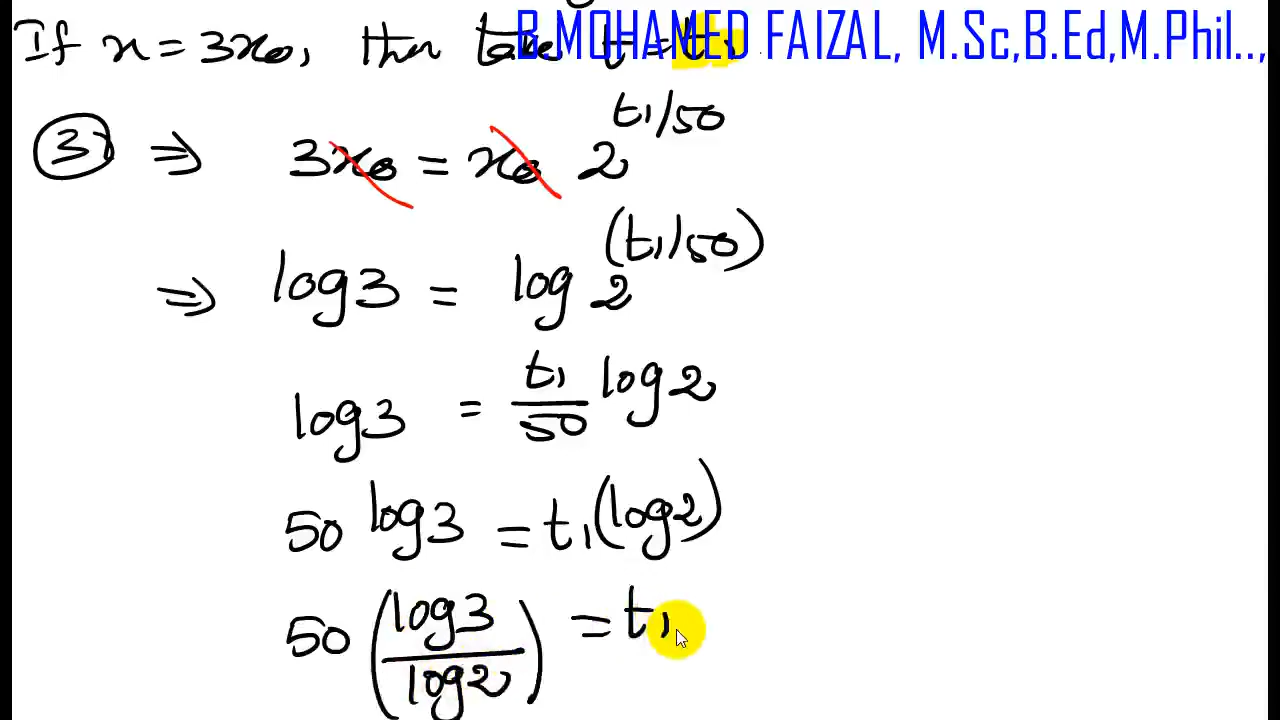 If x = 3x₀, then take t = t₁
B.MOHAMED FAIZAL, M.Sc,B.Ed,M.Phil..,
③ ⇒ 3x₀ = x₀ 2^(t₁/50)
⇒ log 3 = log 2^(t₁/50)
log 3 = t₁/50 log 2
50 log 3 = t₁ (log 2)
50 (log 3 / log 2) = t₁